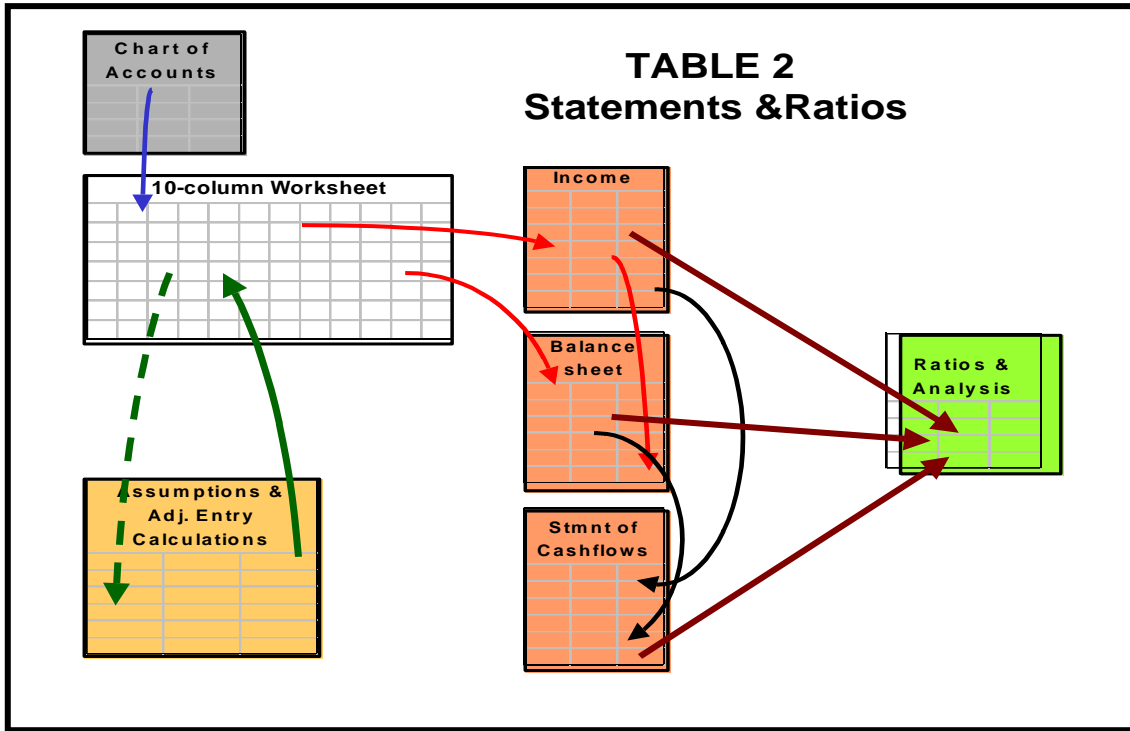 Chart of
Accounts
TABLE 2
Statements &Ratios
10-column Worksheet
Income
Balance
sheet
Ratios &
Analysis
Assumptions &
Adj. Entry
Calculations
Stmnt of
Cashflows